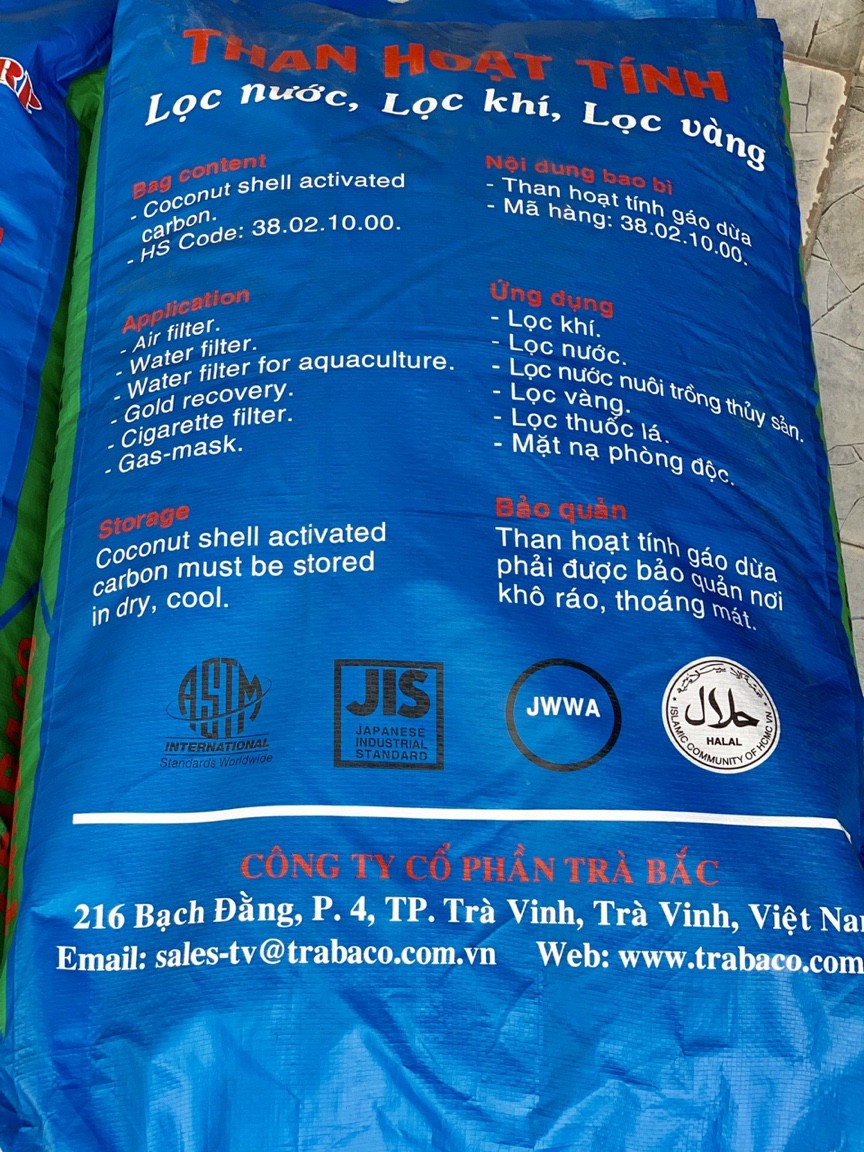 THAN HOẠT TÍNH
Lọc nước, Lọc khí, Lọc vàng
Bag content
- Coconut shell activated
carbon.
- HS Code: 38.02.10.00.
Nội dung bao bì
- Than hoạt tính gáo dừa
- Mã hàng: 38.02.10.00.
Application
- Air filter.
- Water filter.
- Water filter for aquaculture.
- Gold recovery.
- Cigarette filter.
- Gas-mask.
Ứng dụng
- Lọc khí.
- Lọc nước.
- Lọc nước nuôi trồng thủy sản.
- Lọc vàng.
- Lọc thuốc lá.
- Mặt nạ phòng độc.
Storage
Coconut shell activated
carbon must be stored
in dry, cool.
Bảo quản
Than hoạt tính gáo dừa
phải được bảo quản nơi
khô ráo, thoáng mát.
ASTM
INTERNATIONAL
Standards Worldwide
JIS
JAPANESE
INDUSTRIAL
STANDARD
JWWA
حلال
HALAL
ISLAMIC COMMUNITY OF HCMC VN
CÔNG TY CỔ PHẦN TRÀ BẮC
216 Bạch Đằng, P. 4, TP. Trà Vinh, Trà Vinh, Việt Na
Email: sales-tv@trabaco.com.vn Web: www.trabaco.com